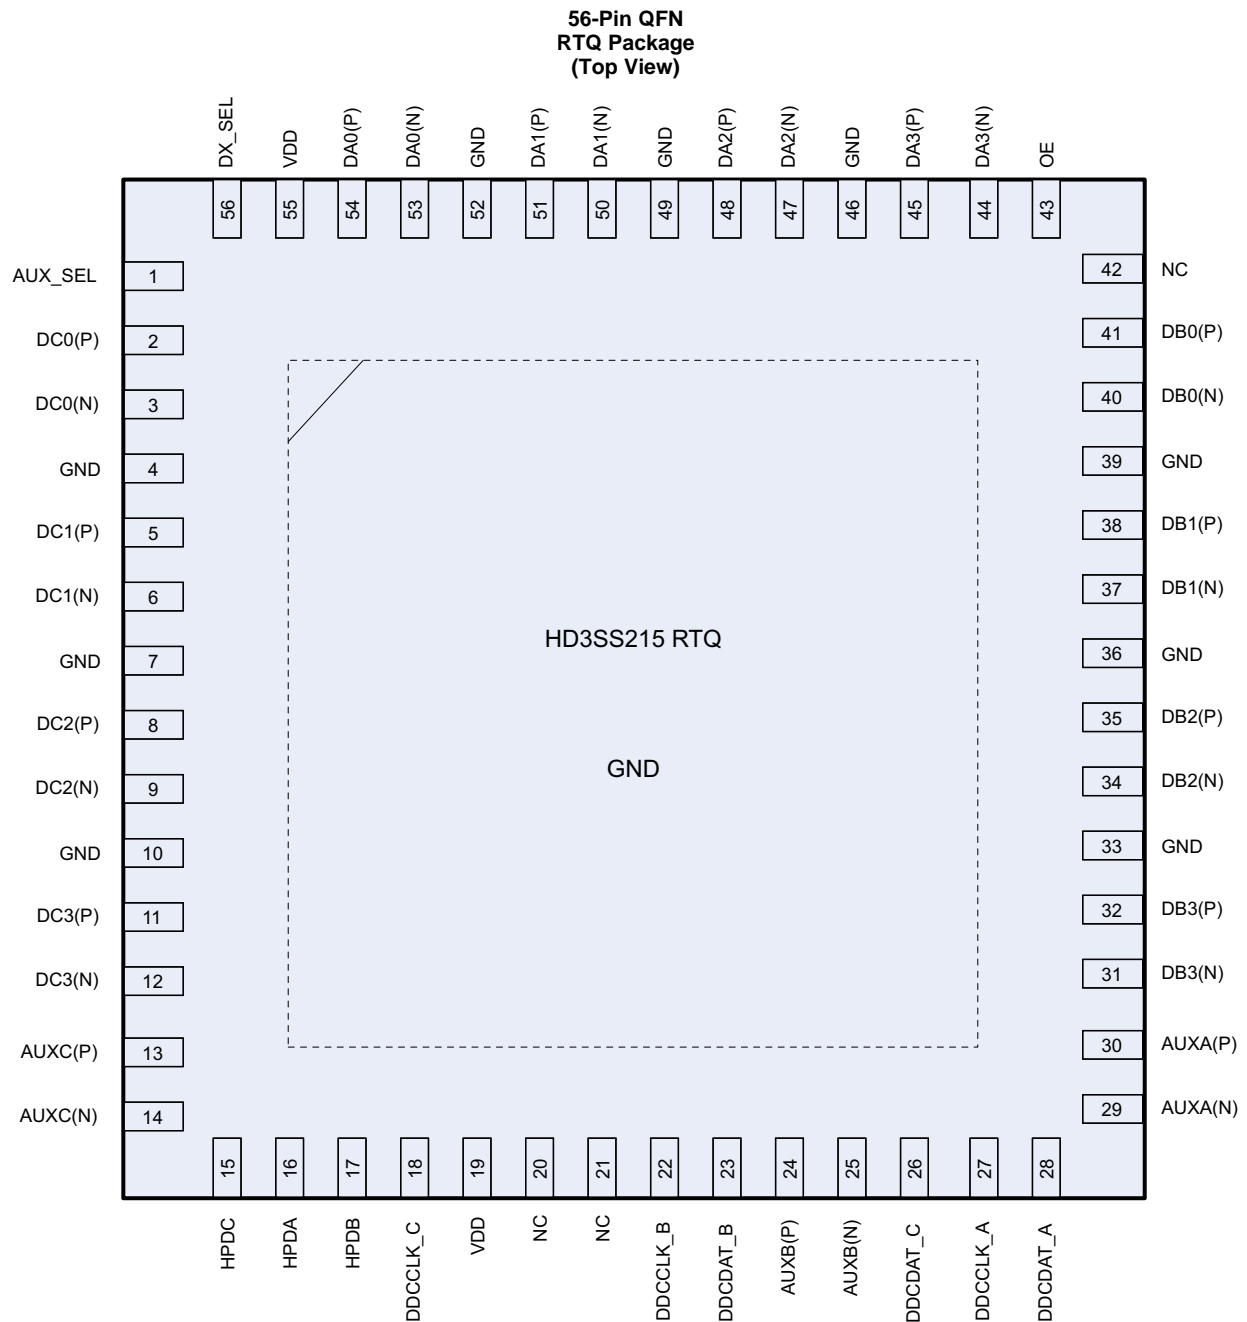 56-Pin QFN
RTQ Package
(Top View)
DX_SEL
VDD
DA0(P)
DA0(N)
GND
DA1(P)
DA1(N)
GND
DA2(P)
DA2(N)
GND
DA3(P)
DA3(N)
OE
56
55
54
53
52
51
50
49
48
47
46
45
44
43
AUX_SEL 1
DC0(P) 2
DC0(N) 3
GND 4
DC1(P) 5
DC1(N) 6
GND 7
DC2(P) 8
DC2(N) 9
GND 10
DC3(P) 11
DC3(N) 12
AUXC(P) 13
AUXC(N) 14
HD3SS215 RTQ
GND
42 NC
41 DB0(P)
40 DB0(N)
39 GND
38 DB1(P)
37 DB1(N)
36 GND
35 DB2(P)
34 DB2(N)
33 GND
32 DB3(P)
31 DB3(N)
30 AUXA(P)
29 AUXA(N)
15
16
17
18
19
20
21
22
23
24
25
26
27
28
HPDC
HPDA
HPDB
DDCCLK_C
VDD
NC
NC
DDCCLK_B
DDCDAT_B
AUXB(P)
AUXB(N)
DDCDAT_C
DDCCLK_A
DDCDAT_A